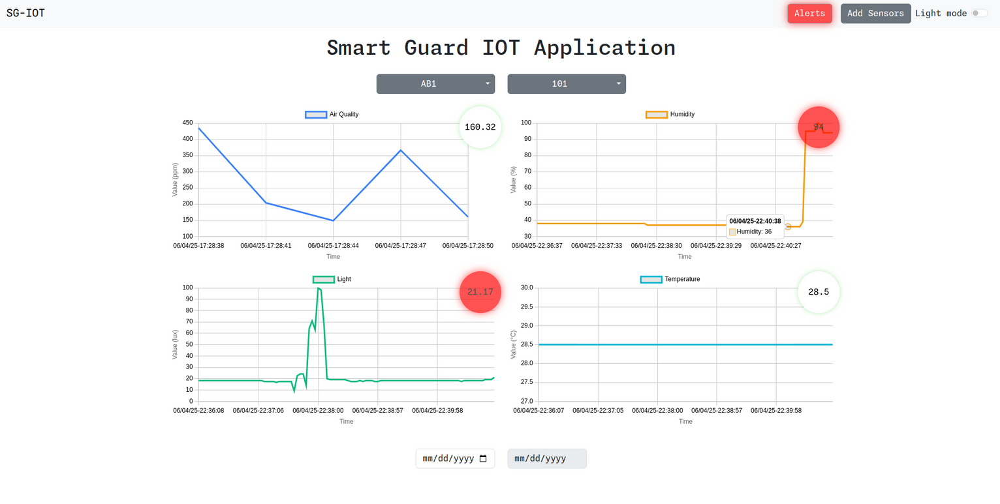 SG-IOT
Alerts
Add Sensors
Light mode
Smart Guard IOT Application
AB1
101
Air Quality
160.32
450
400
350
300
250
200
150
100
Value (ppm)
06/04/25-17:28:38 06/04/25-17:28:41 06/04/25-17:28:44 06/04/25-17:28:47 06/04/25-17:28:50
Time
Humidity
94
100
90
80
70
60
50
40
30
Value (%)
06/04/25-22:40:38
Humidity: 36
06/04/25-22:36:37 06/04/25-22:37:33 06/04/25-22:38:30 06/04/25-22:39:29 06/04/25-22:40:27
Time
Light
21.17
100
90
80
70
60
50
40
30
20
10
0
Value (lux)
06/04/25-22:36:08 06/04/25-22:37:06 06/04/25-22:38:00 06/04/25-22:38:57 06/04/25-22:39:58
Time
Temperature
28.5
30.0
29.5
29.0
28.5
28.0
27.5
27.0
Value (°C)
06/04/25-22:36:07 06/04/25-22:37:05 06/04/25-22:38:00 06/04/25-22:38:57 06/04/25-22:39:58
Time
mm/dd/yyyy
mm/dd/yyyy